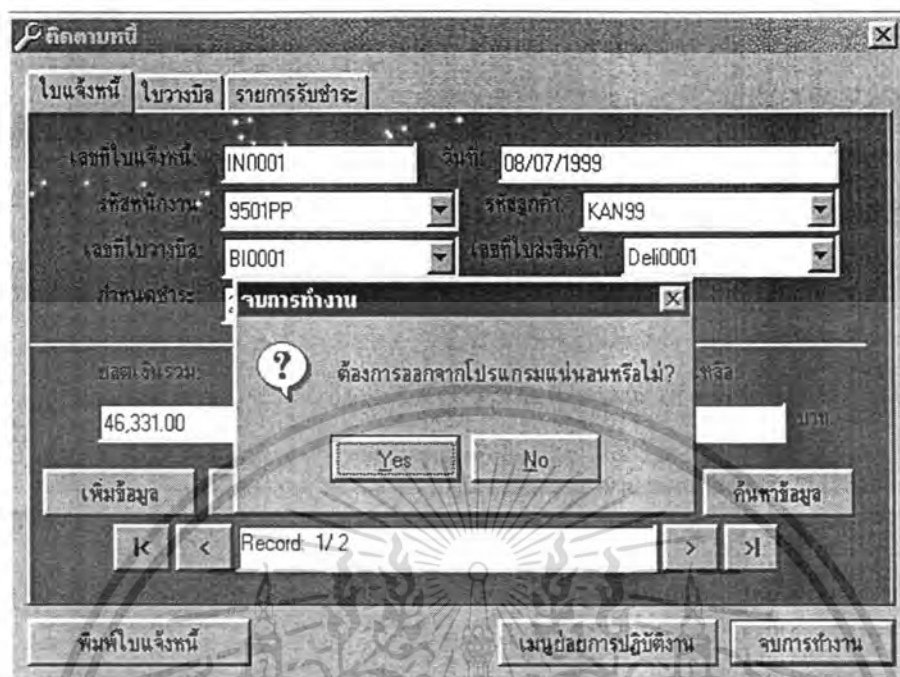 ติดตามหนี้
ใบแจ้งหนี้ ใบวางบิล รายการรับชำระ
เลขที่ใบแจ้งหนี้: IN0001 วันที่: 08/07/1999
รหัสพนักงาน: 9501PP รหัสลูกค้า: KAN99
เลขที่ใบวางบิล: BI0001 เลขที่ใบส่งสินค้า: Deli0001
กำหนดชำระ:
จบการทำงาน
ต้องการออกจากโปรแกรมแน่นอนหรือไม่?
ยอดเงินรวม:
46,331.00 บาท
Yes No
เพิ่มข้อมูล ค้นหาข้อมูล
Record: 1/ 2
พิมพ์ใบแจ้งหนี้ เมนูย่อยการปฏิบัติงาน จบการทำงาน